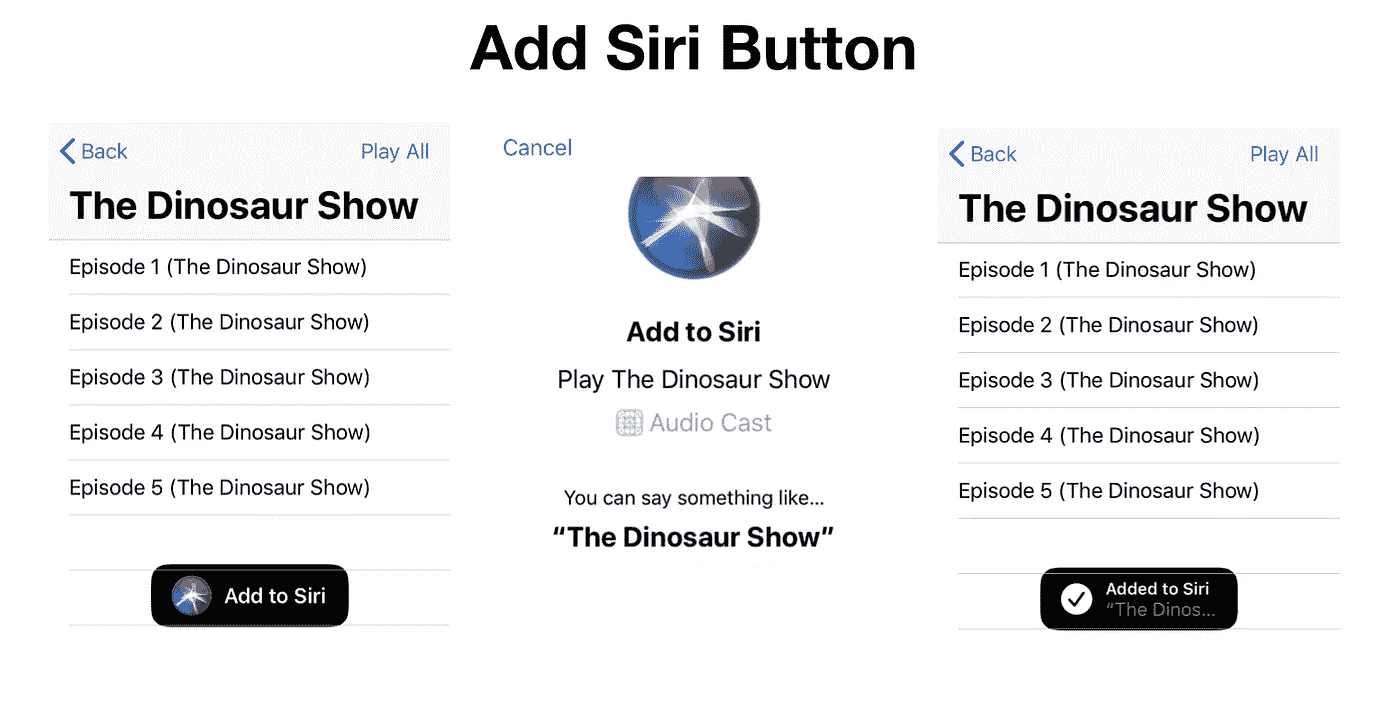 Add Siri Button
Back
Play All
The Dinosaur Show
Episode 1 (The Dinosaur Show)
Episode 2 (The Dinosaur Show)
Episode 3 (The Dinosaur Show)
Episode 4 (The Dinosaur Show)
Episode 5 (The Dinosaur Show)
Add to Siri
Cancel
Add to Siri
Play The Dinosaur Show
Audio Cast
You can say something like...
“The Dinosaur Show”
Back
Play All
The Dinosaur Show
Episode 1 (The Dinosaur Show)
Episode 2 (The Dinosaur Show)
Episode 3 (The Dinosaur Show)
Episode 4 (The Dinosaur Show)
Episode 5 (The Dinosaur Show)
Added to Siri
“The Dinos...